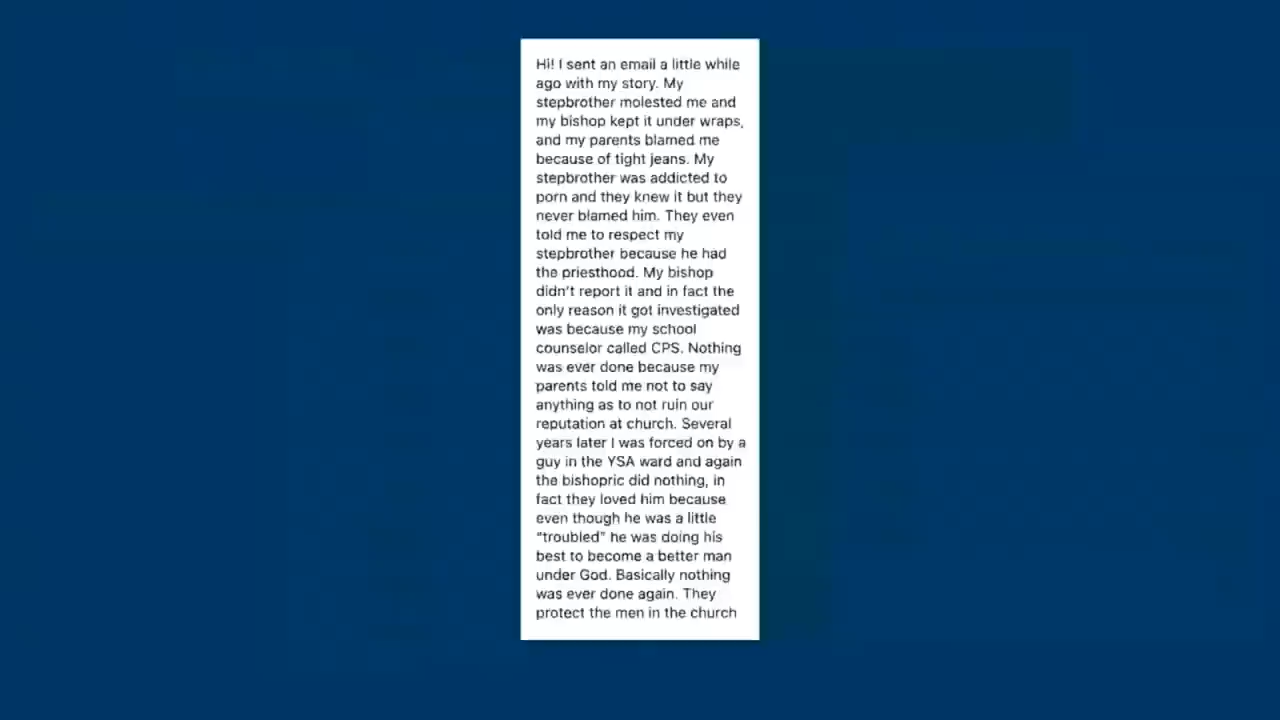 Hi! I sent an email a little while
ago with my story. My
stepbrother molested me and
my bishop kept it under wraps,
and my parents blamed me
because of tight jeans. My
stepbrother was addicted to
porn and they knew it but they
never blamed him. They even
told me to respect my
stepbrother because he had
the priesthood. My bishop
didn't report it and in fact the
only reason it got investigated
was because my school
counselor called CPS. Nothing
was ever done because my
parents told me not to say
anything as to not ruin our
reputation at church. Several
years later I was forced on by a
guy in the YSA ward and again
the bishopric did nothing, in
fact they loved him because
even though he was a little
“troubled” he was doing his
best to become a better man
under God. Basically nothing
was ever done again. They
protect the men in the church